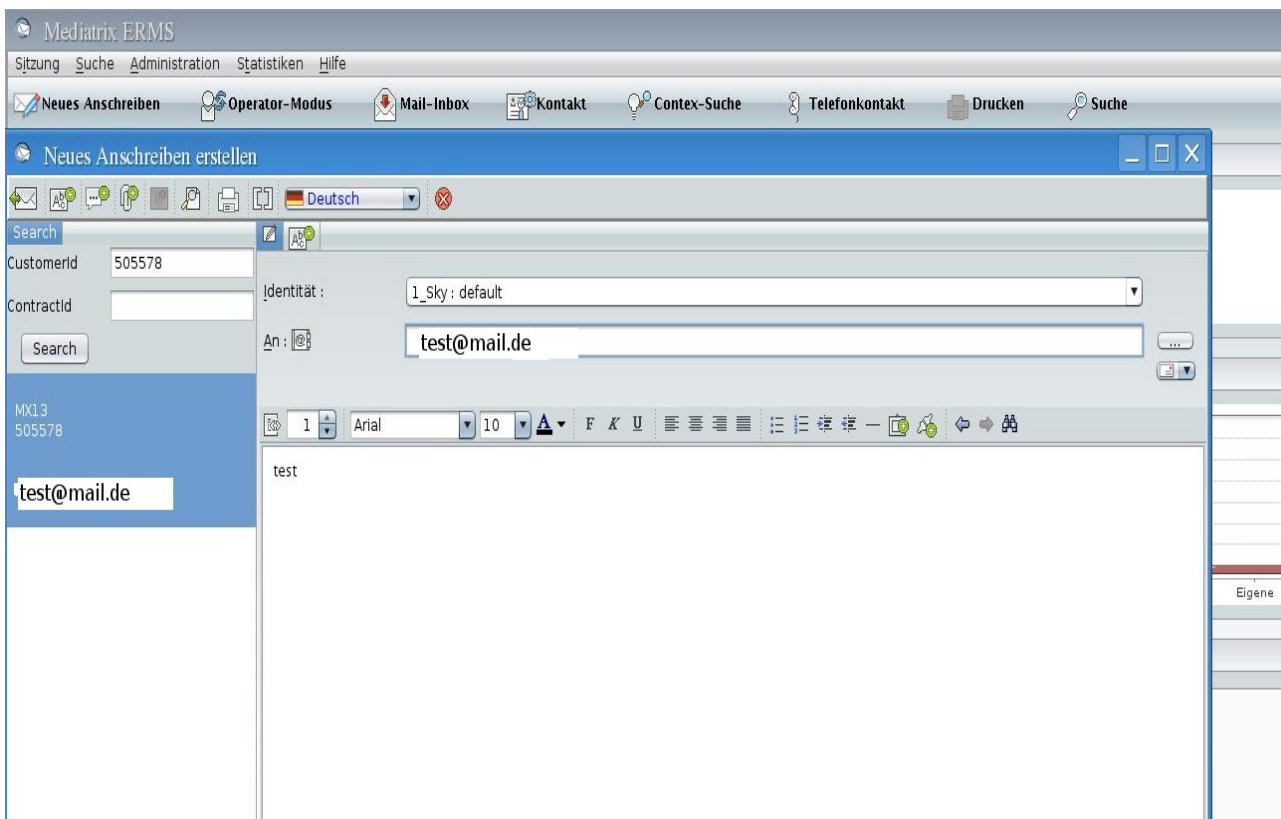 Mediatrix ERMS
Sitzung Suche Administration Statistiken Hilfe
Neues Anschreiben Operator-Modus Mail-Inbox Kontakt Contex-Suche Telefonkontakt Drucken Suche
Neues Anschreiben erstellen
Deutsch
Search
CustomerId 505578
ContractId
Search
MX13
505578
test@mail.de
Identität : 1_Sky : default
An : test@mail.de
...
1 Arial 10 A F K U
test
Eigene